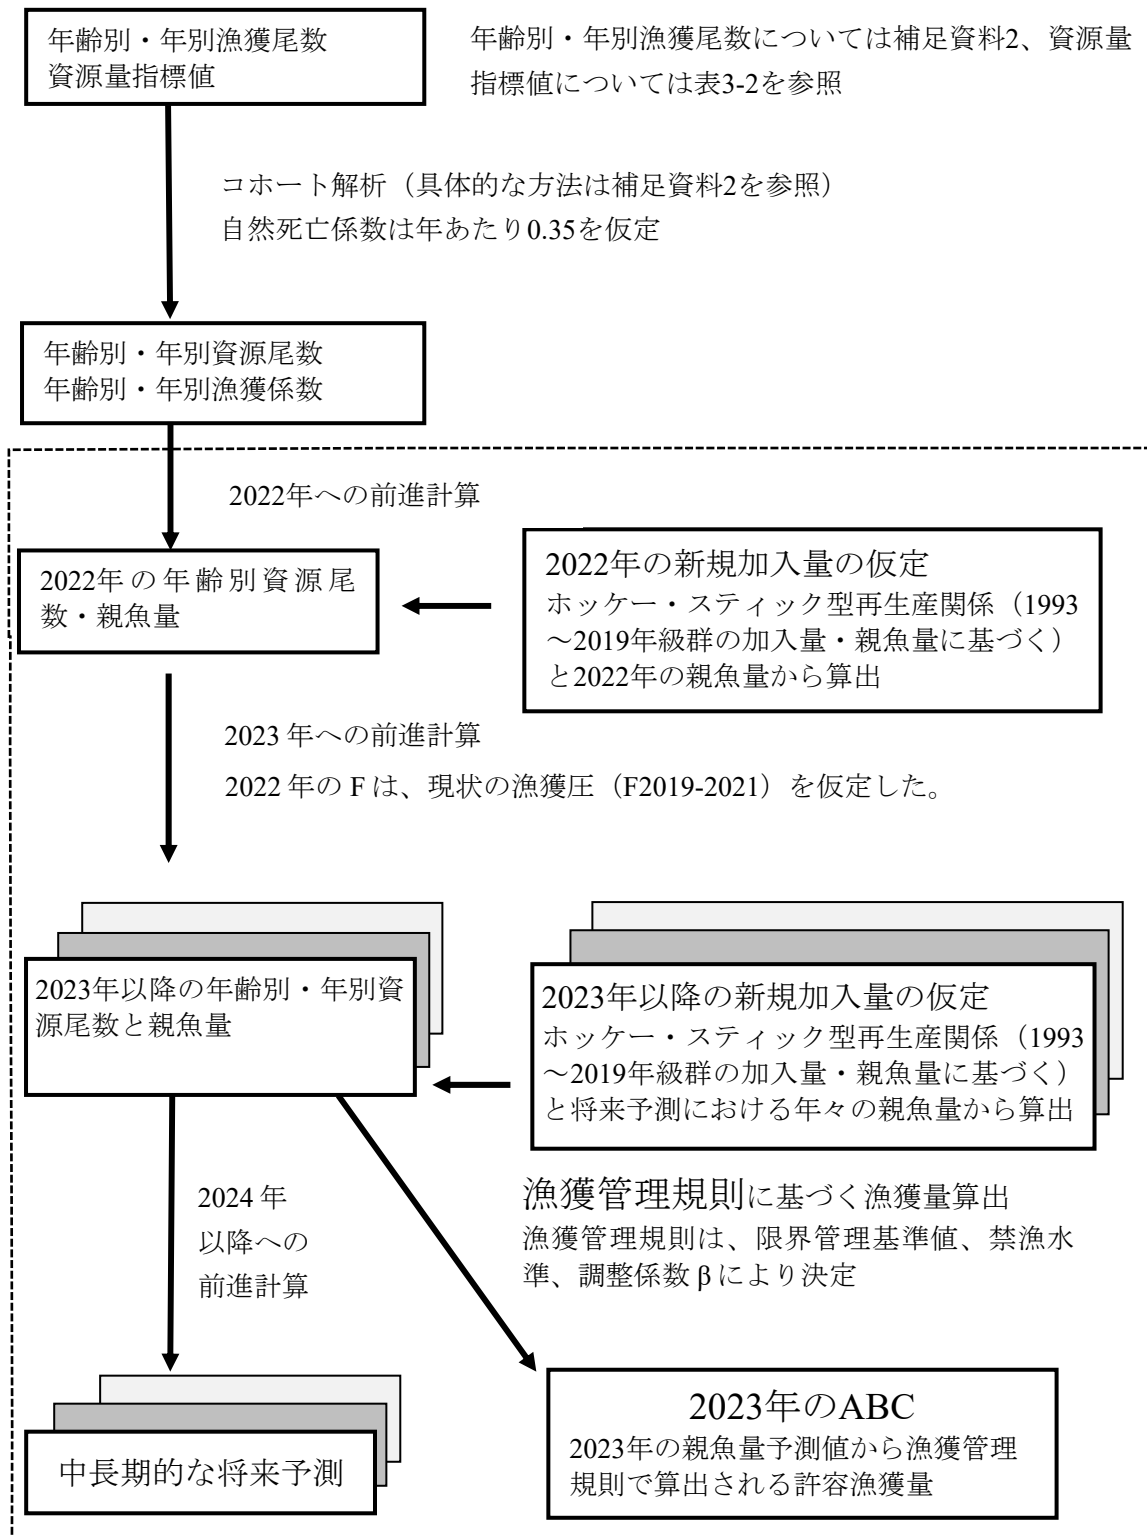 年齢別・年別漁獲尾数
資源量指標値
年齢別・年別漁獲尾数については補足資料2、資源量
指標値については表3-2を参照
コホート解析（具体的な方法は補足資料2を参照）
自然死亡係数は年あたり0.35を仮定
年齢別・年別資源尾数
年齢別・年別漁獲係数
2022年への前進計算
2022年の年齢別資源尾
数・親魚量
2022年の新規加入量の仮定
ホッケー・スティック型再生産関係（1993
～2019年級群の加入量・親魚量に基づく）
と2022年の親魚量から算出
2023 年への前進計算
2022 年の F は、現状の漁獲圧（F2019-2021）を仮定した。
2023年以降の年齢別・年別資
源尾数と親魚量
2023年以降の新規加入量の仮定
ホッケー・スティック型再生産関係（1993
～2019年級群の加入量・親魚量に基づく）
と将来予測における年々の親魚量から算出
2024 年
以降への
前進計算
漁獲管理規則に基づく漁獲量算出
漁獲管理規則は、限界管理基準値、禁漁水
準、調整係数 β により決定
中長期的な将来予測
2023年のABC
2023年の親魚量予測値から漁獲管理
規則で算出される許容漁獲量